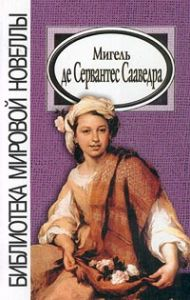 БИБЛИОТЕКА МИРОВОЙ НОВЕЛЛЫ
Мигель
де Сервантес Сааведра